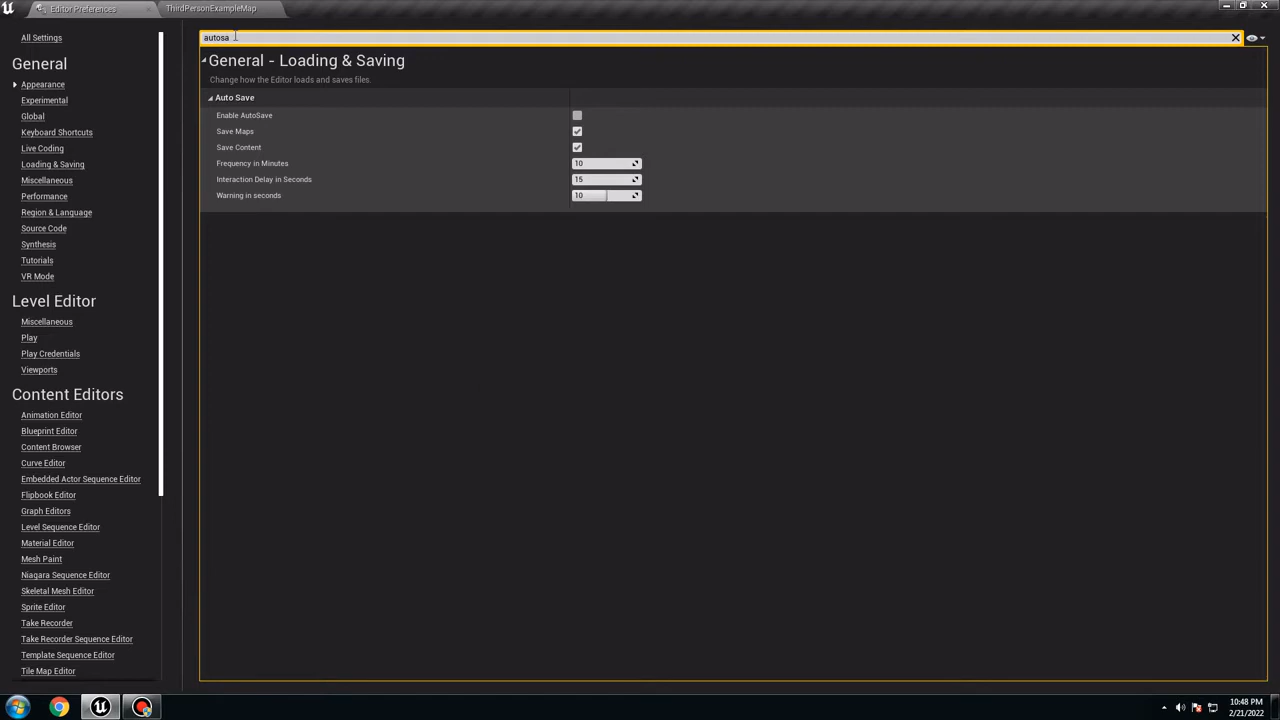 Editor Preferences
ThirdPersonExampleMap
All Settings
General
Appearance
Experimental
Global
Keyboard Shortcuts
Live Coding
Loading & Saving
Miscellaneous
Performance
Region & Language
Source Code
Synthesis
Tutorials
VR Mode
Level Editor
Miscellaneous
Play
Play Credentials
Viewports
Content Editors
Animation Editor
Blueprint Editor
Content Browser
Curve Editor
Embedded Actor Sequence Editor
Flipbook Editor
Graph Editors
Level Sequence Editor
Material Editor
Mesh Paint
Niagara Sequence Editor
Skeletal Mesh Editor
Sprite Editor
Take Recorder
Take Recorder Sequence Editor
Template Sequence Editor
Tile Map Editor
autosa
General - Loading & Saving
Change how the Editor loads and saves files.
Auto Save
Enable AutoSave
Save Maps
Save Content
Frequency in Minutes 10
Interaction Delay in Seconds 15
Warning in seconds 10
10:48 PM
2/21/2022